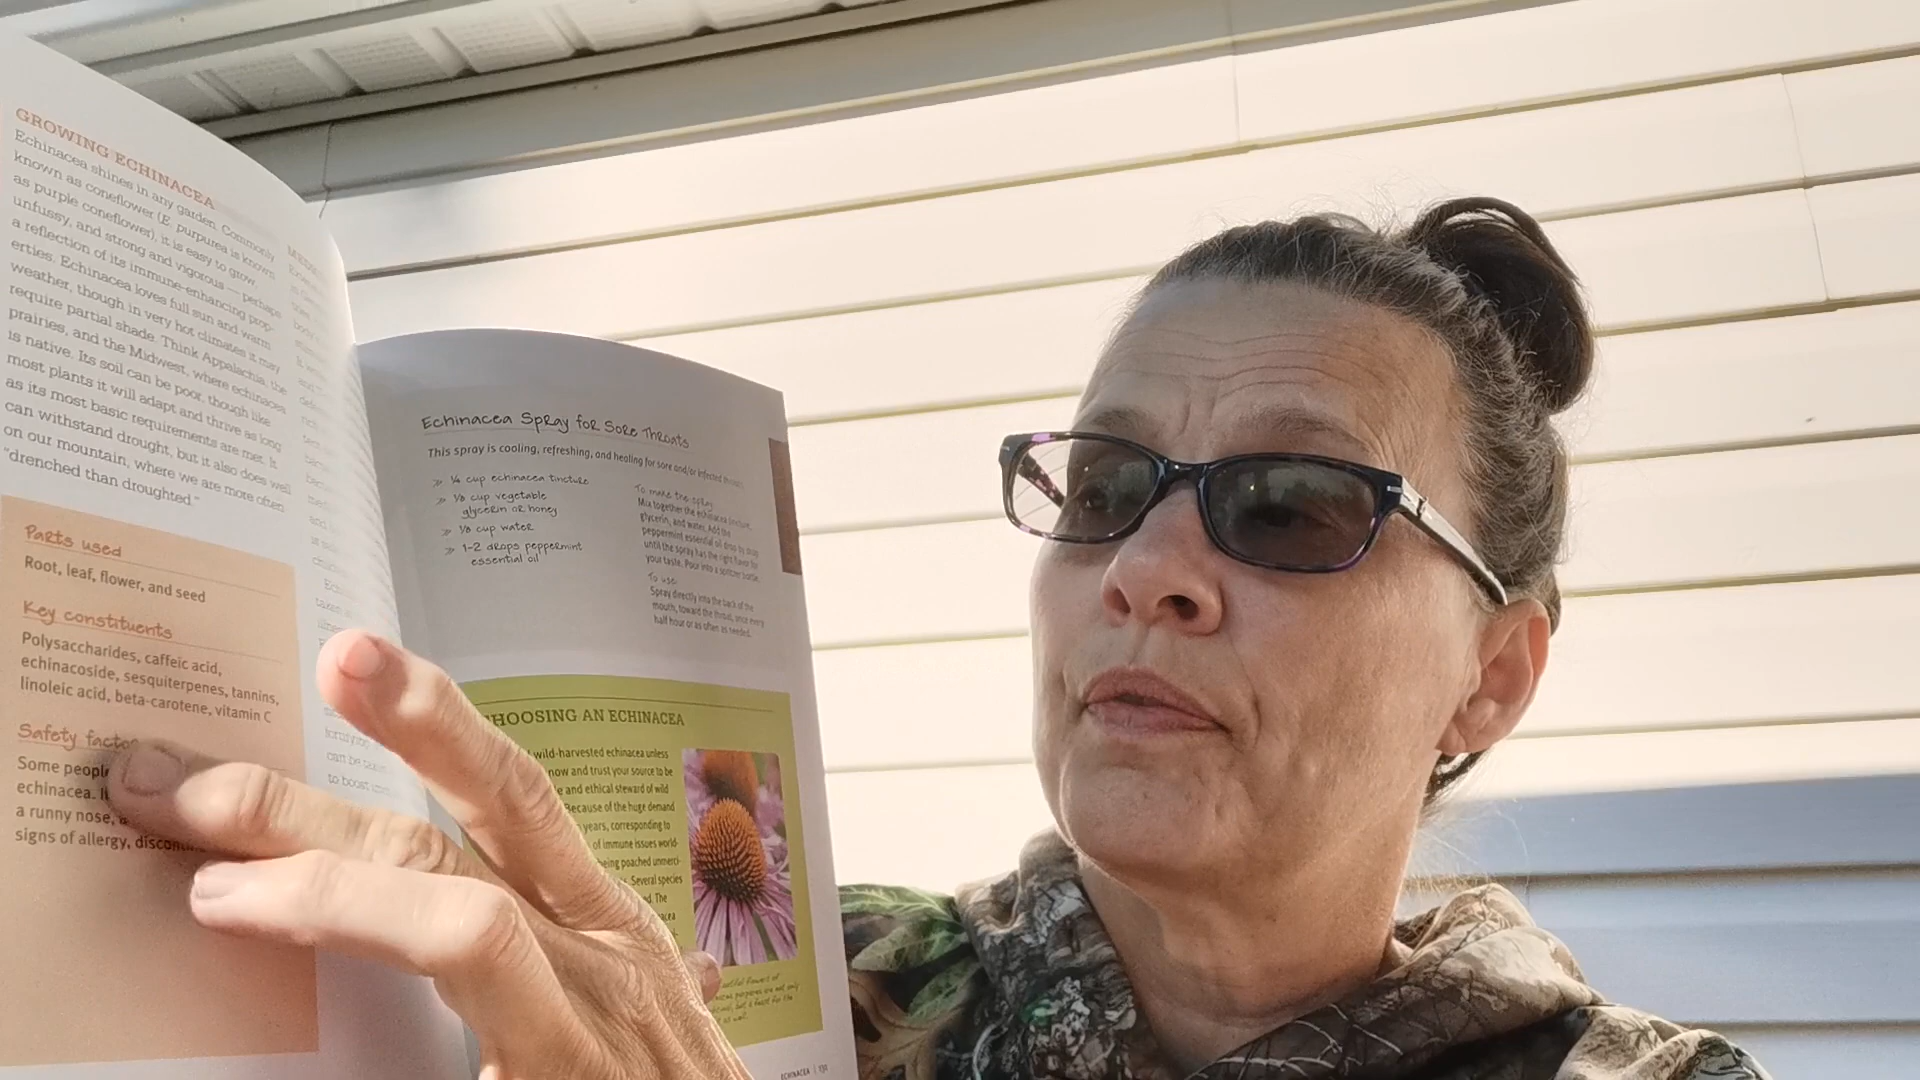 GROWING ECHINACEA
Echinacea shines in any garden. Commonly
known as coneflower (E. purpurea is known
as purple coneflower), it is easy to grow,
unfussy, and strong and vigorous — perhaps
a reflection of its immune-enhancing prop-
erties. Echinacea loves full sun and warm
weather, though in very hot climates it may
require partial shade. Think Appalachia, the
prairies, and the Midwest, where echinacea
is native. Its soil can be poor, though like
most plants it will adapt and thrive as long
as its most basic requirements are met. It
can withstand drought, but it also does well
on our mountain, where we are more often
"drenched than droughted."
Parts used
Root, leaf, flower, and seed
Key constituents
Polysaccharides, caffeic acid,
echinacoside, sesquiterpenes, tannins,
linoleic acid, beta-carotene, vitamin C
Safety factor
Some people
echinacea. It
a runny nose,
signs of allergy,
can be
to boost
Echinacea Spray for Sore Throats
This spray is cooling, refreshing, and healing for sore and/or infected throats.
» ¼ cup echinacea tincture
» ⅛ cup vegetable
glycerin or honey
» ⅛ cup water
» 1–2 drops peppermint
essential oil
To make the spray:
Mix together the echinacea tincture,
glycerin, and water. Add the
peppermint essential oil drop by drop
until the spray has the right flavor for
your taste. Pour into a spritzer bottle.
To use:
Spray directly into the back of the
mouth, toward the throat, once every
half hour or as often as needed.
CHOOSING AN ECHINACEA
wild-harvested echinacea unless
now and trust your source to be
and ethical steward of wild
Because of the huge demand
years, corresponding to
of immune issues world-
being poached unmerci-
Several species
The
ECHINACEA | 131